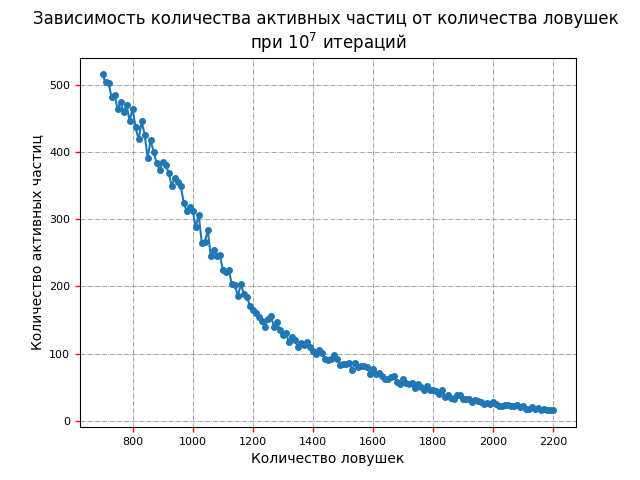 Зависимость количества активных частиц от количества ловушек
при 10⁷ итераций
Количество активных частиц
500
400
300
200
100
0
800 1000 1200 1400 1600 1800 2000 2200
Количество ловушек